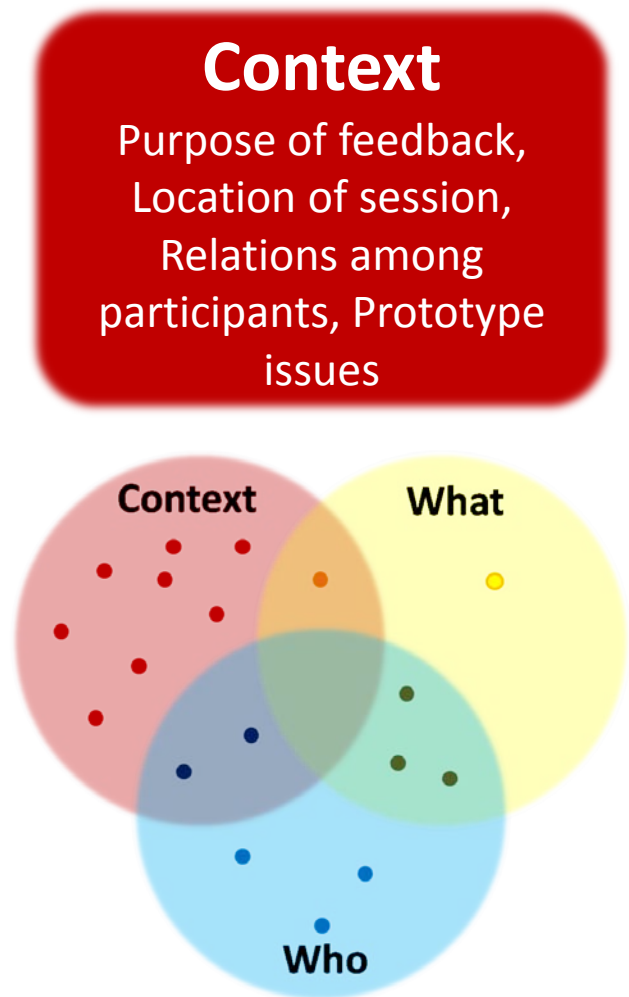 Context
Purpose of feedback,
Location of session,
Relations among
participants, Prototype
issues
Context
What
Who